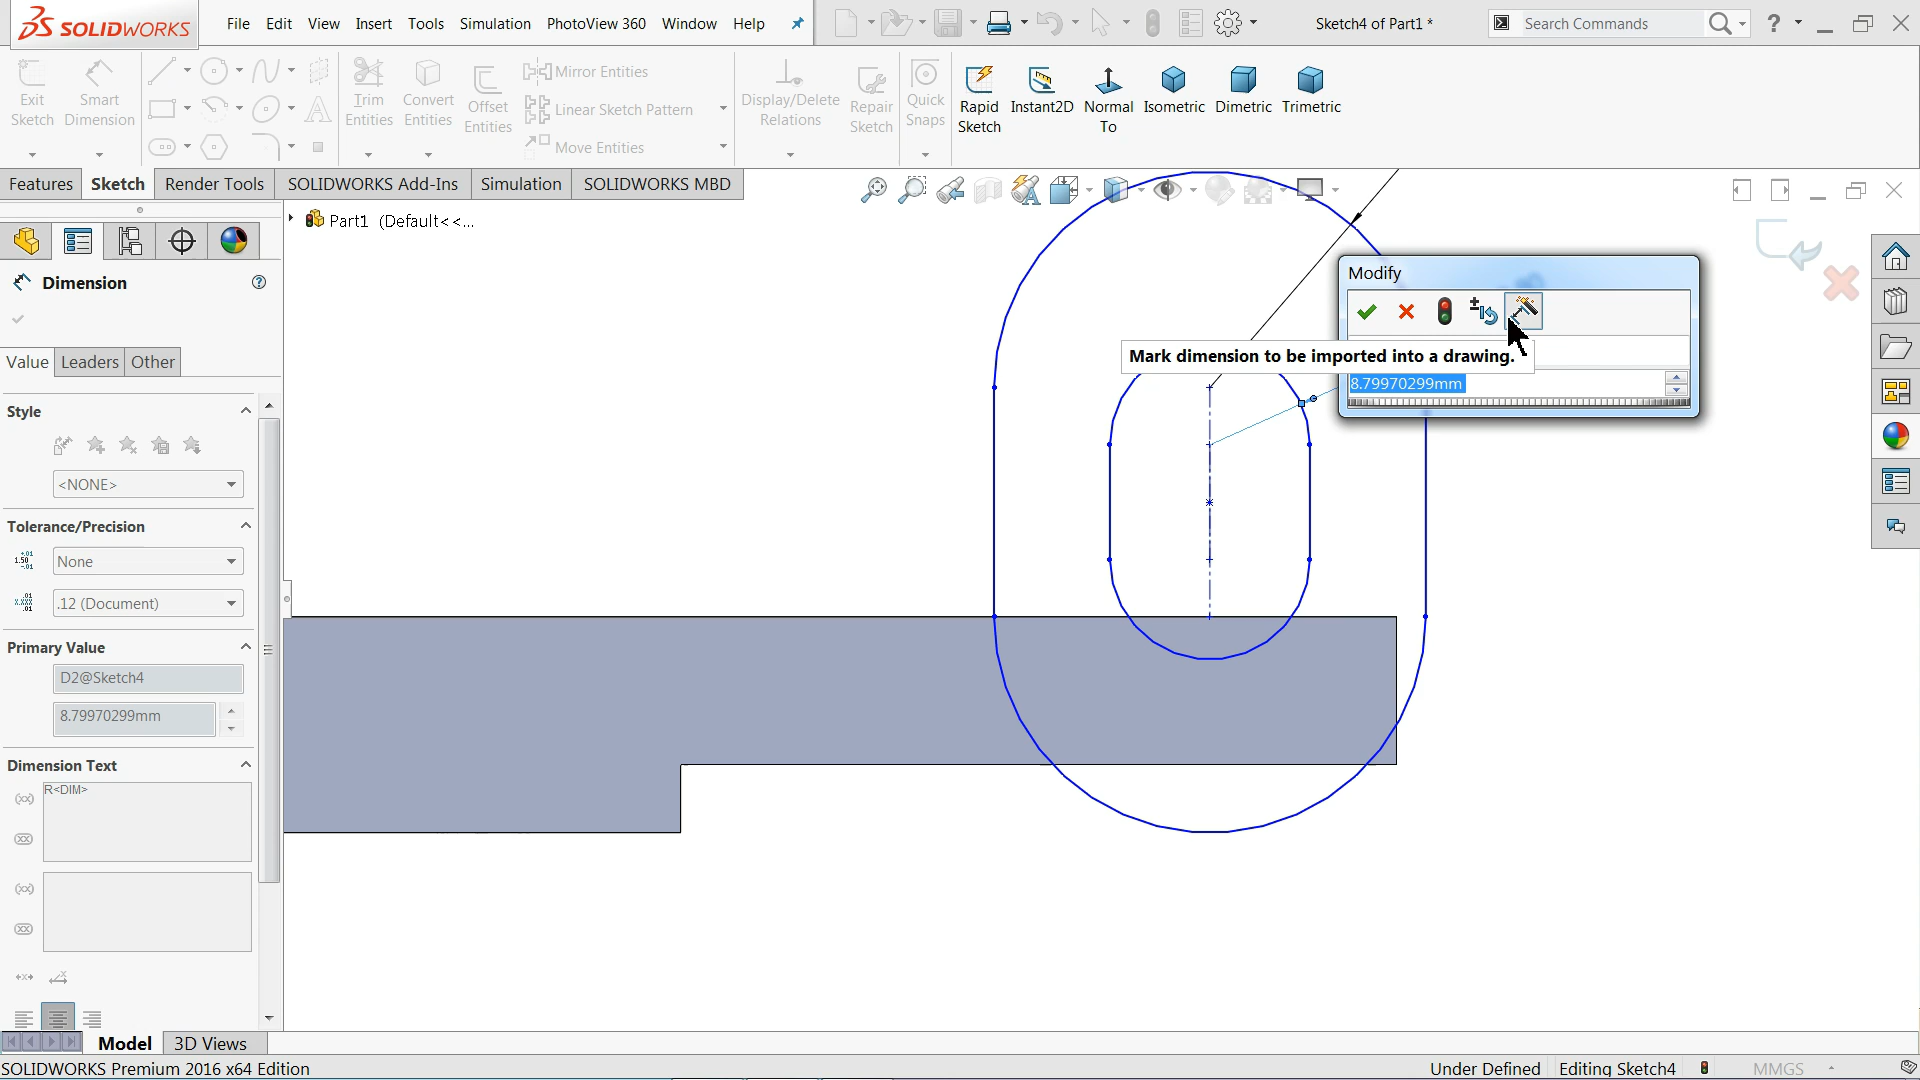 SOLIDWORKS File Edit View Insert Tools Simulation PhotoView 360 Window Help Sketch4 of Part1 * Search Commands
Exit Sketch
Smart Dimension
Trim Entities
Convert Entities
Offset Entities
Mirror Entities
Linear Sketch Pattern
Move Entities
Display/Delete Relations
Repair Sketch
Quick Snaps
Rapid Sketch
Instant2D
Normal To
Isometric
Dimetric
Trimetric
Features Sketch Render Tools SOLIDWORKS Add-Ins Simulation SOLIDWORKS MBD
Part1 (Default<<...
Dimension
Value Leaders Other
Style
<NONE>
Tolerance/Precision
None
.12 (Document)
Primary Value
D2@Sketch4
8.79970299mm
Dimension Text
R<DIM>
Modify
Mark dimension to be imported into a drawing.
8.79970299mm
Model 3D Views
SOLIDWORKS Premium 2016 x64 Edition Under Defined Editing Sketch4 MMGS